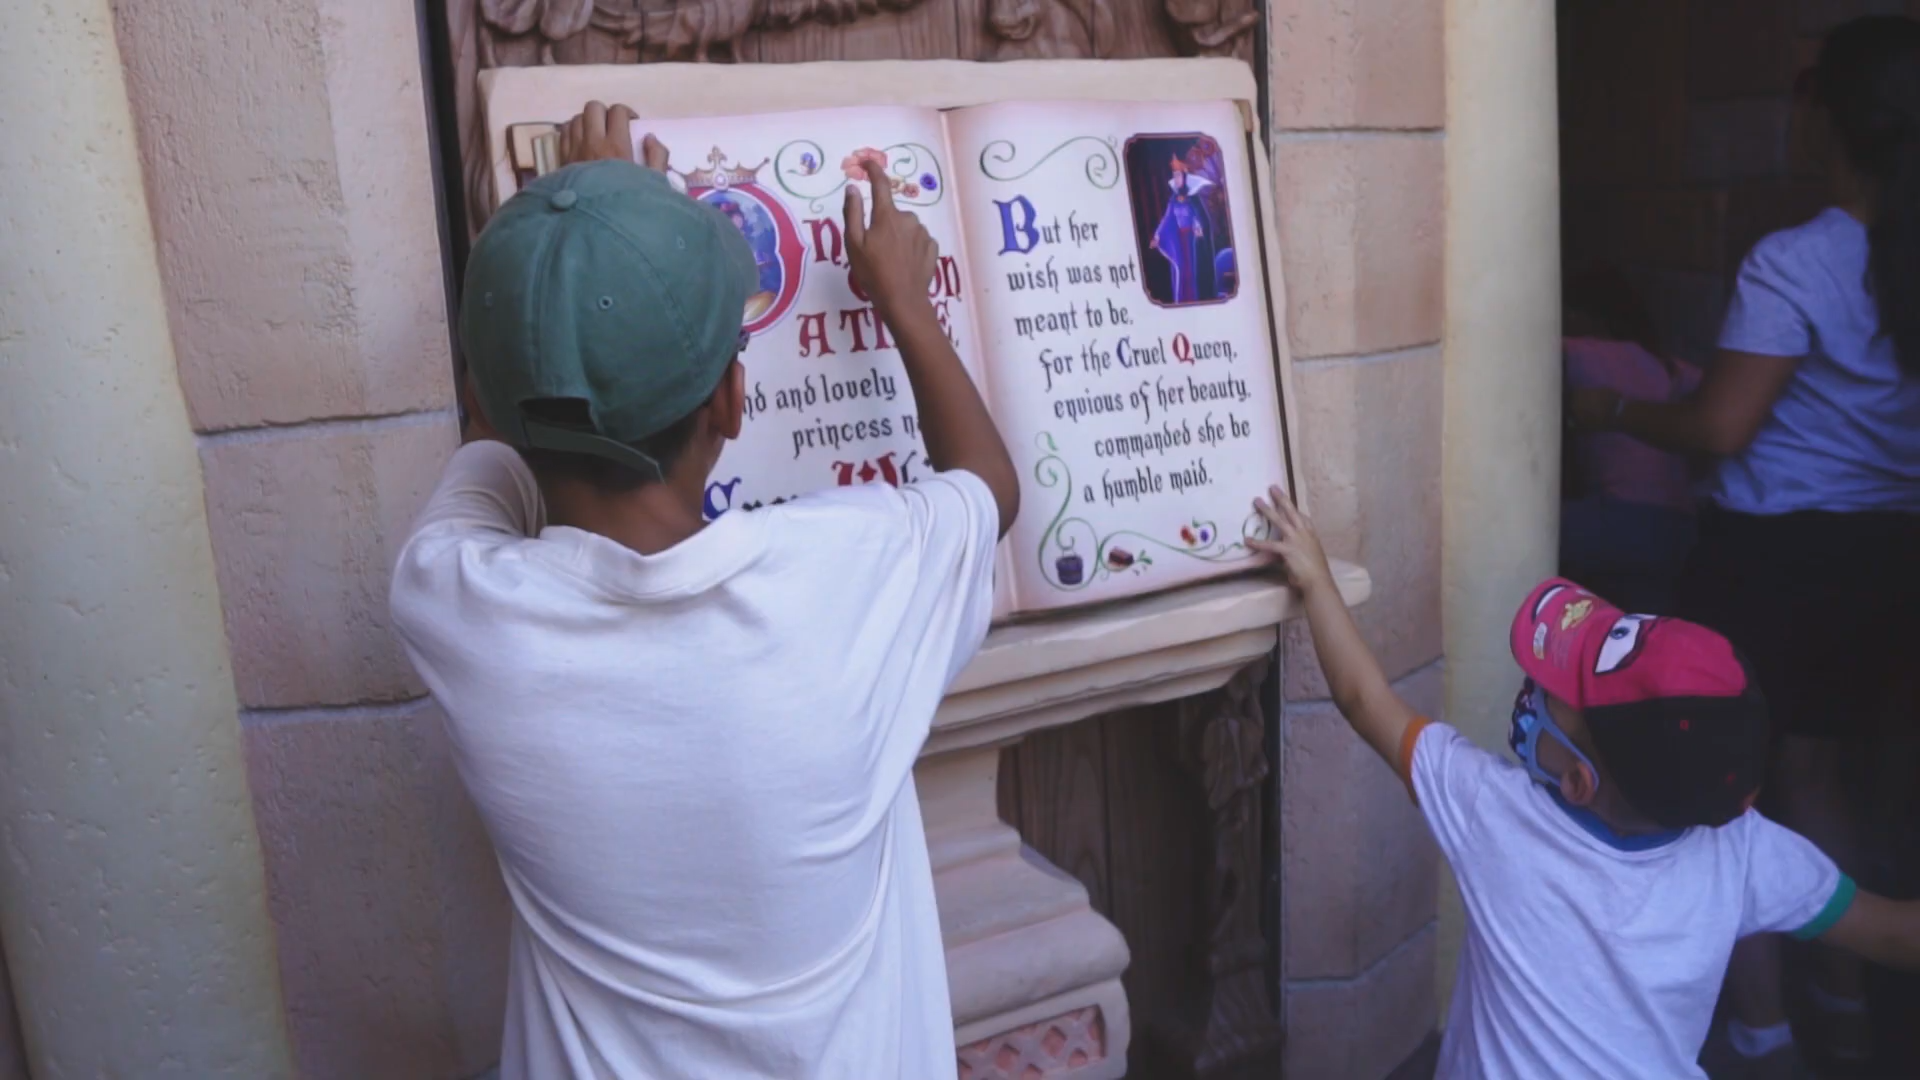 A
and lovely
princess
But her
wish was not
meant to be,
for the Cruel Queen,
envious of her beauty,
commanded she be
a humble maid.